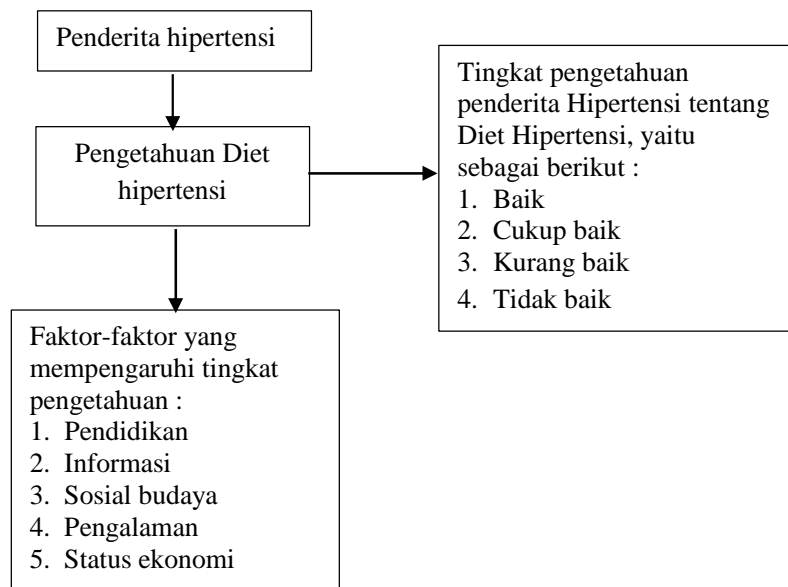 Penderita hipertensi
Pengetahuan Diet
hipertensi
Tingkat pengetahuan
penderita Hipertensi tentang
Diet Hipertensi, yaitu
sebagai berikut :
1. Baik
2. Cukup baik
3. Kurang baik
4. Tidak baik
Faktor-faktor yang
mempengaruhi tingkat
pengetahuan :
1. Pendidikan
2. Informasi
3. Sosial budaya
4. Pengalaman
5. Status ekonomi